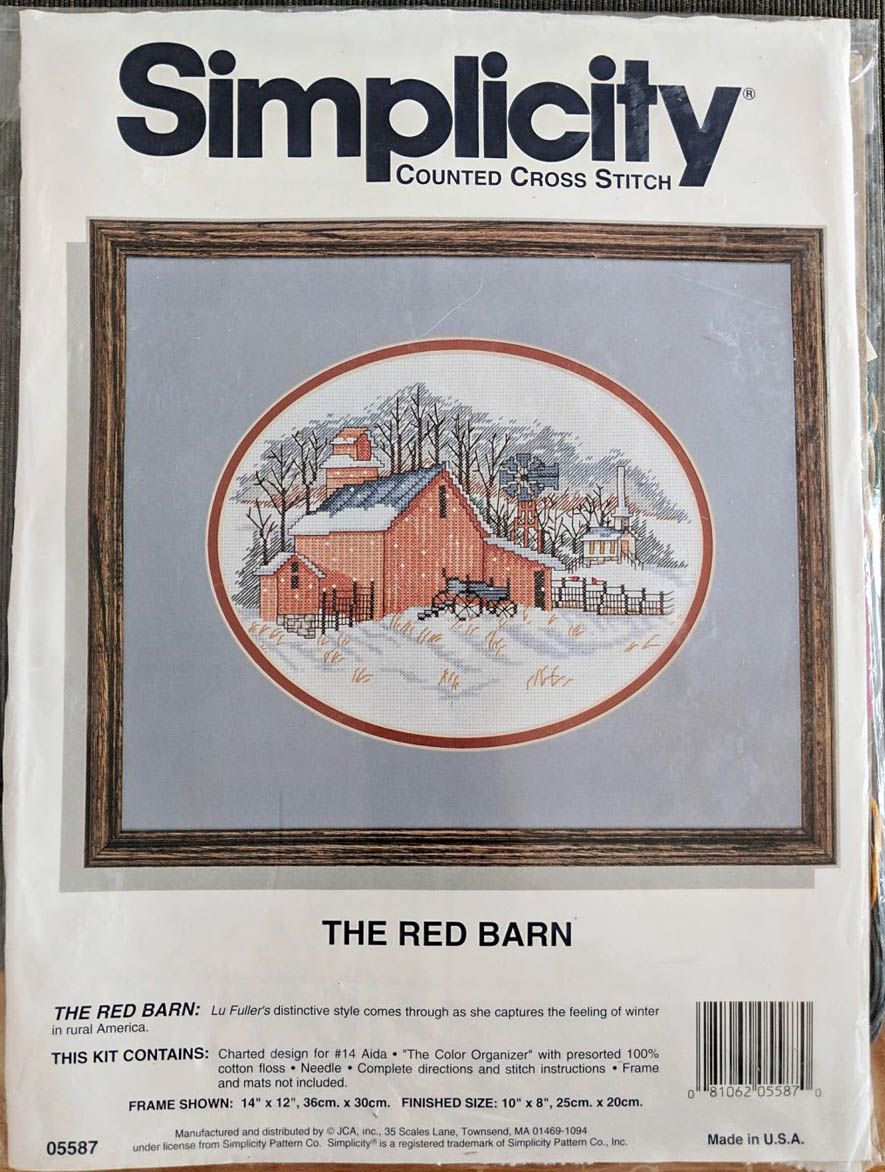 Simplicity®
COUNTED CROSS STITCH
THE RED BARN
THE RED BARN: Lu Fuller's distinctive style comes through as she captures the feeling of winter
in rural America.
THIS KIT CONTAINS: Charted design for #14 Aida • "The Color Organizer" with presorted 100%
cotton floss • Needle • Complete directions and stitch instructions • Frame
and mats not included.
FRAME SHOWN: 14" x 12", 36cm. x 30cm. FINISHED SIZE: 10" x 8", 25cm. x 20cm.
0 81062 05587 0
Manufactured and distributed by © JCA, inc., 35 Scales Lane, Townsend, MA 01469-1094
under license from Simplicity Pattern Co. Simplicity® is a registered trademark of Simplicity Pattern Co., Inc.
05587
Made in U.S.A.